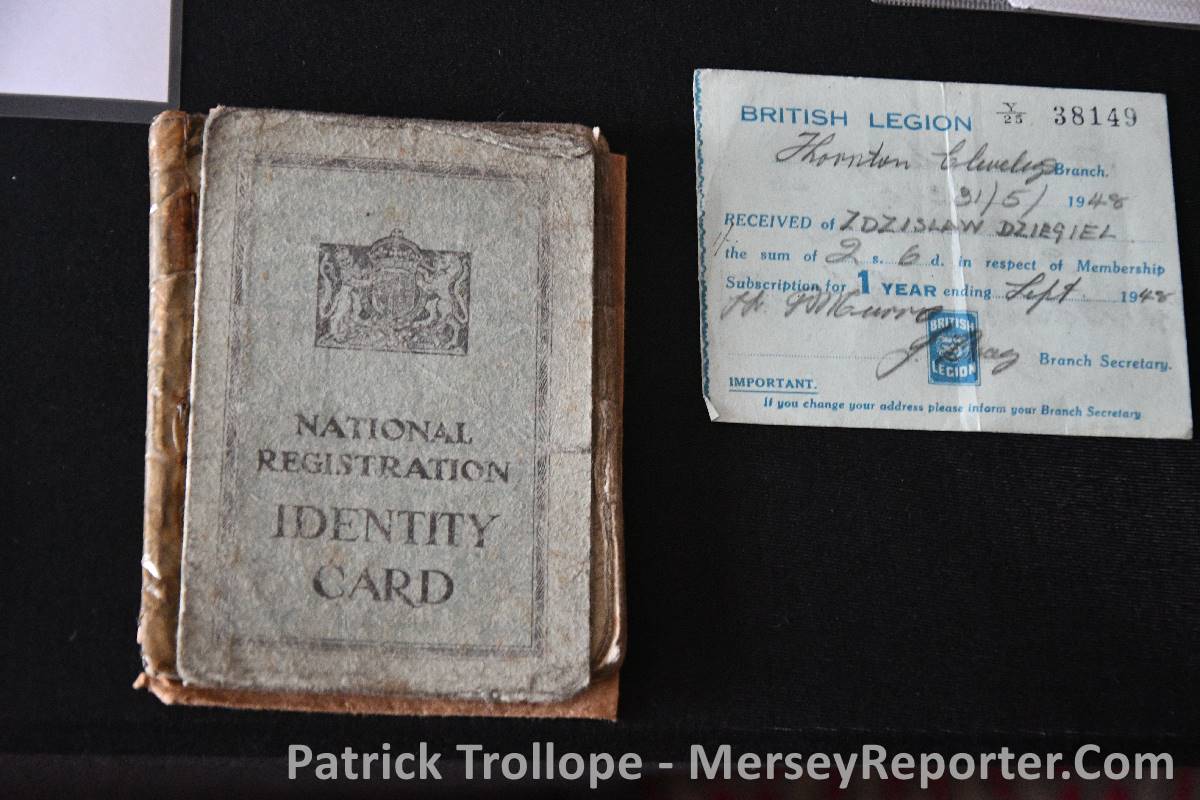 NATIONAL
REGISTRATION
IDENTITY
CARD
BRITISH LEGION Y/25 38149
Thornton Cleveleys Branch.
31/5/ 1948
RECEIVED of ZDZISLAW DZIEGIEL
the sum of 2 s. 6 d. in respect of Membership
Subscription for 1 YEAR ending Sept 1948
BRITISH
LEGION
Branch Secretary.
IMPORTANT.
If you change your address please inform your Branch Secretary
Patrick Trollope - MerseyReporter.Com